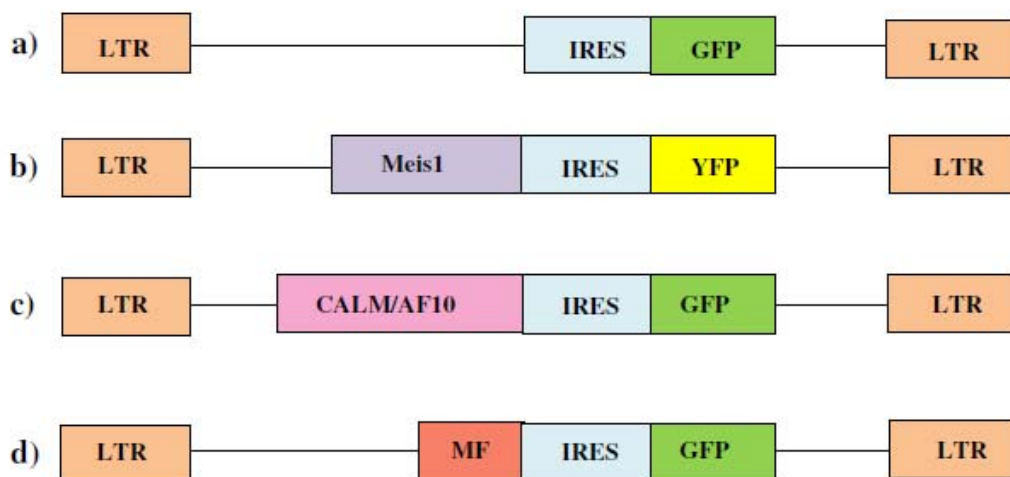 a) LTR IRES GFP LTR
b) LTR Meis1 IRES YFP LTR
c) LTR CALM/AF10 IRES GFP LTR
d) LTR MF IRES GFP LTR